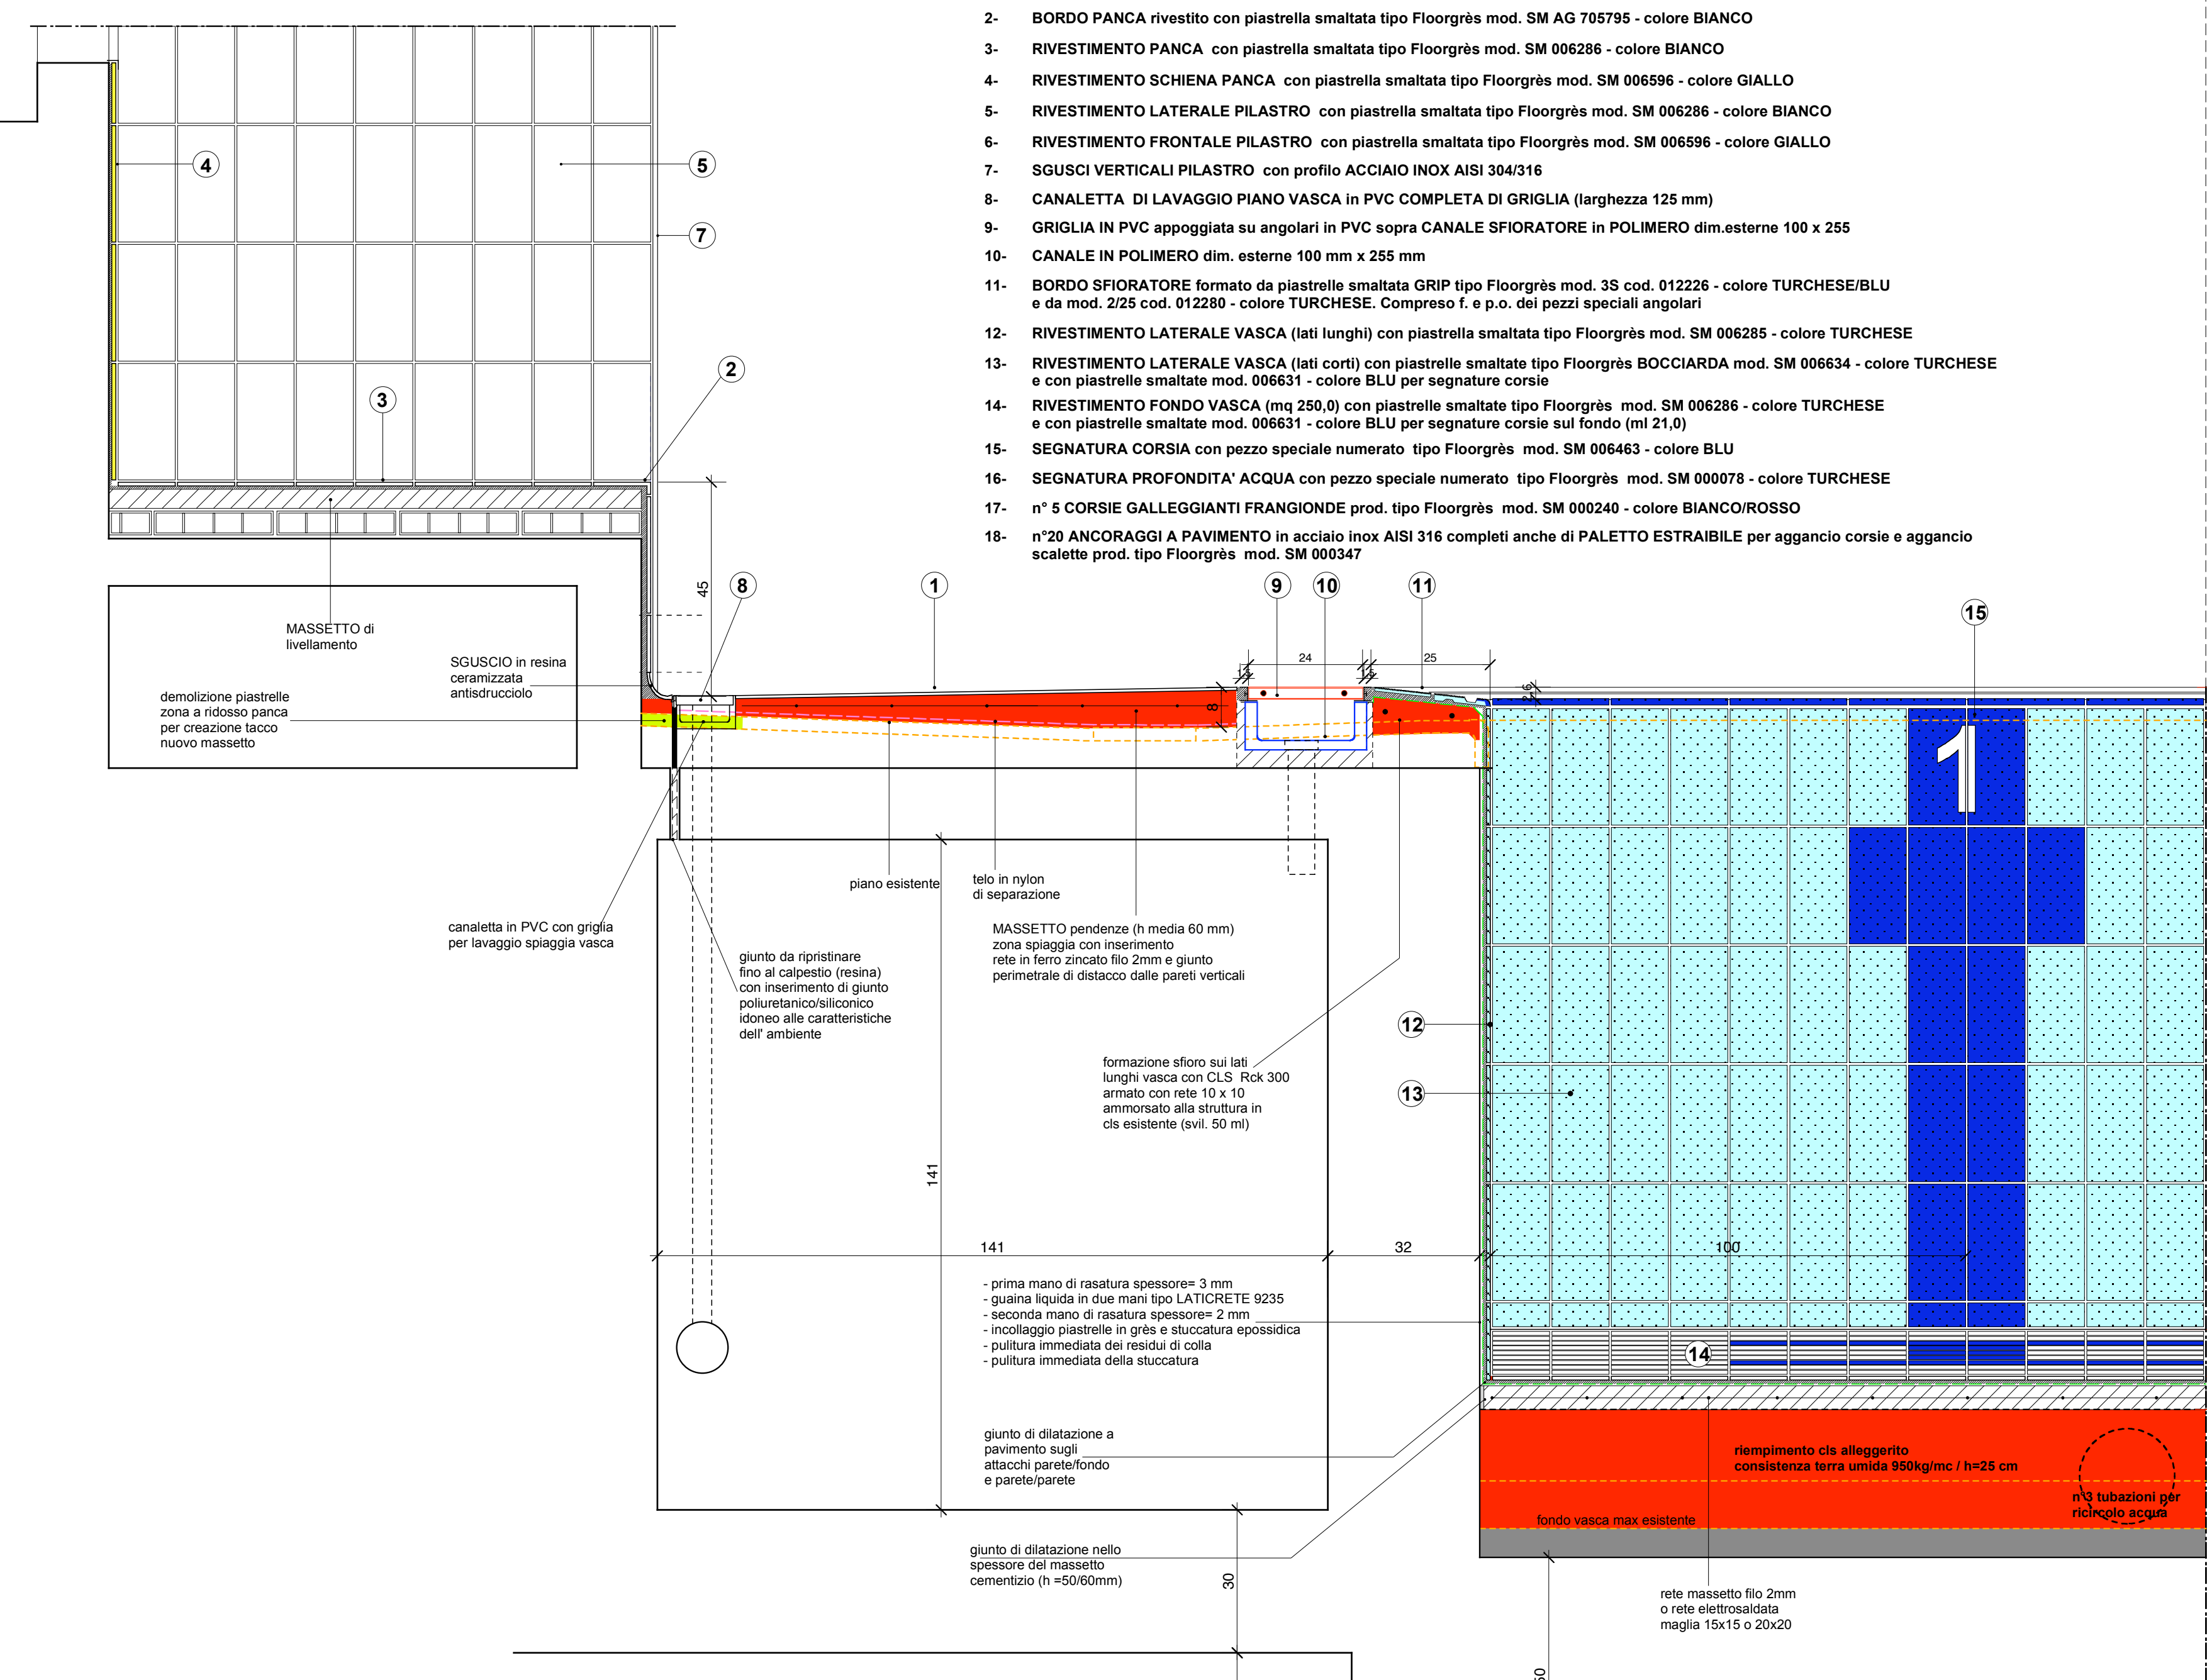 2- BORDO PANCA rivestito con piastrella smaltata tipo Floorgrès mod. SM AG 705795 - colore BIANCO
3- RIVESTIMENTO PANCA con piastrella smaltata tipo Floorgrès mod. SM 006286 - colore BIANCO
4- RIVESTIMENTO SCHIENA PANCA con piastrella smaltata tipo Floorgrès mod. SM 006596 - colore GIALLO
5- RIVESTIMENTO LATERALE PILASTRO con piastrella smaltata tipo Floorgrès mod. SM 006286 - colore BIANCO
6- RIVESTIMENTO FRONTALE PILASTRO con piastrella smaltata tipo Floorgrès mod. SM 006596 - colore GIALLO
7- SGUSCI VERTICALI PILASTRO con profilo ACCIAIO INOX AISI 304/316
8- CANALETTA DI LAVAGGIO PIANO VASCA in PVC COMPLETA DI GRIGLIA (larghezza 125 mm)
9- GRIGLIA IN PVC appoggiata su angolari in PVC sopra CANALE SFIORATORE in POLIMERO dim.esterne 100 x 255
10- CANALE IN POLIMERO dim. esterne 100 mm x 255 mm
11- BORDO SFIORATORE formato da piastrelle smaltata GRIP tipo Floorgrès mod. 3S cod. 012226 - colore TURCHESE/BLU
e da mod. 2/25 cod. 012280 - colore TURCHESE. Compreso f. e p.o. dei pezzi speciali angolari
12- RIVESTIMENTO LATERALE VASCA (lati lunghi) con piastrella smaltata tipo Floorgrès mod. SM 006285 - colore TURCHESE
13- RIVESTIMENTO LATERALE VASCA (lati corti) con piastrelle smaltate tipo Floorgrès BOCCIARDA mod. SM 006634 - colore TURCHESE
e con piastrelle smaltate mod. 006631 - colore BLU per segnature corsie
14- RIVESTIMENTO FONDO VASCA (mq 250,0) con piastrelle smaltate tipo Floorgrès mod. SM 006286 - colore TURCHESE
e con piastrelle smaltate mod. 006631 - colore BLU per segnature corsie sul fondo (ml 21,0)
15- SEGNATURA CORSIA con pezzo speciale numerato tipo Floorgrès mod. SM 006463 - colore BLU
16- SEGNATURA PROFONDITA' ACQUA con pezzo speciale numerato tipo Floorgrès mod. SM 000078 - colore TURCHESE
17- n° 5 CORSIE GALLEGGIANTI FRANGIONDE prod. tipo Floorgrès mod. SM 000240 - colore BIANCO/ROSSO
18- n°20 ANCORAGGI A PAVIMENTO in acciaio inox AISI 316 completi anche di PALETTO ESTRAIBILE per aggancio corsie e aggancio
scalette prod. tipo Floorgrès mod. SM 000347
4
5
7
2
3
45
8
1
9
10
11
15
MASSETTO di
livellamento
SGUSCIO in resina
ceramizzata
antisdrucciolo
demolizione piastrelle
zona a ridosso panca
per creazione tacco
nuovo massetto
24
25
8
1
piano esistente
telo in nylon
di separazione
canaletta in PVC con griglia
per lavaggio spiaggia vasca
MASSETTO pendenze (h media 60 mm)
zona spiaggia con inserimento
rete in ferro zincato filo 2mm e giunto
perimetrale di distacco dalle pareti verticali
giunto da ripristinare
fino al calpestio (resina)
con inserimento di giunto
poliuretanico/siliconico
idoneo alle caratteristiche
dell' ambiente
12
formazione sfioro sui lati
lunghi vasca con CLS Rck 300
armato con rete 10 x 10
ammorsato alla struttura in
cls esistente (svil. 50 ml)
13
141
141
32
100
- prima mano di rasatura spessore= 3 mm
- guaina liquida in due mani tipo LATICRETE 9235
- seconda mano di rasatura spessore= 2 mm
- incollaggio piastrelle in grès e stuccatura epossidica
- pulitura immediata dei residui di colla
- pulitura immediata della stuccatura
14
giunto di dilatazione a
pavimento sugli
attacchi parete/fondo
e parete/parete
riempimento cls alleggerito
consistenza terra umida 950kg/mc / h=25 cm
n°3 tubazioni per
ricircolo acqua
fondo vasca max esistente
giunto di dilatazione nello
spessore del massetto
cementizio (h =50/60mm)
30
rete massetto filo 2mm
o rete elettrosaldata
maglia 15x15 o 20x20